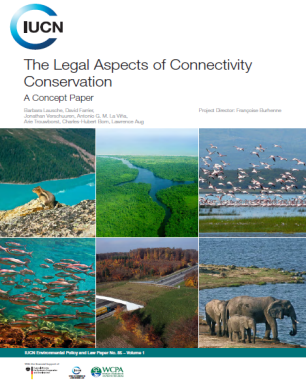 IUCN
The Legal Aspects of Connectivity
Conservation
A Concept Paper
Barbara Lausche, David Farrier,
Jonathan Verschuuren, Antonio G. M. La Viña,
Arie Trouwborst, Charles-Hubert Born, Lawrence Aug
Project Director: Françoise Burhenne
IUCN Environmental Policy and Law Paper No. 85 – Volume 1
WCPA